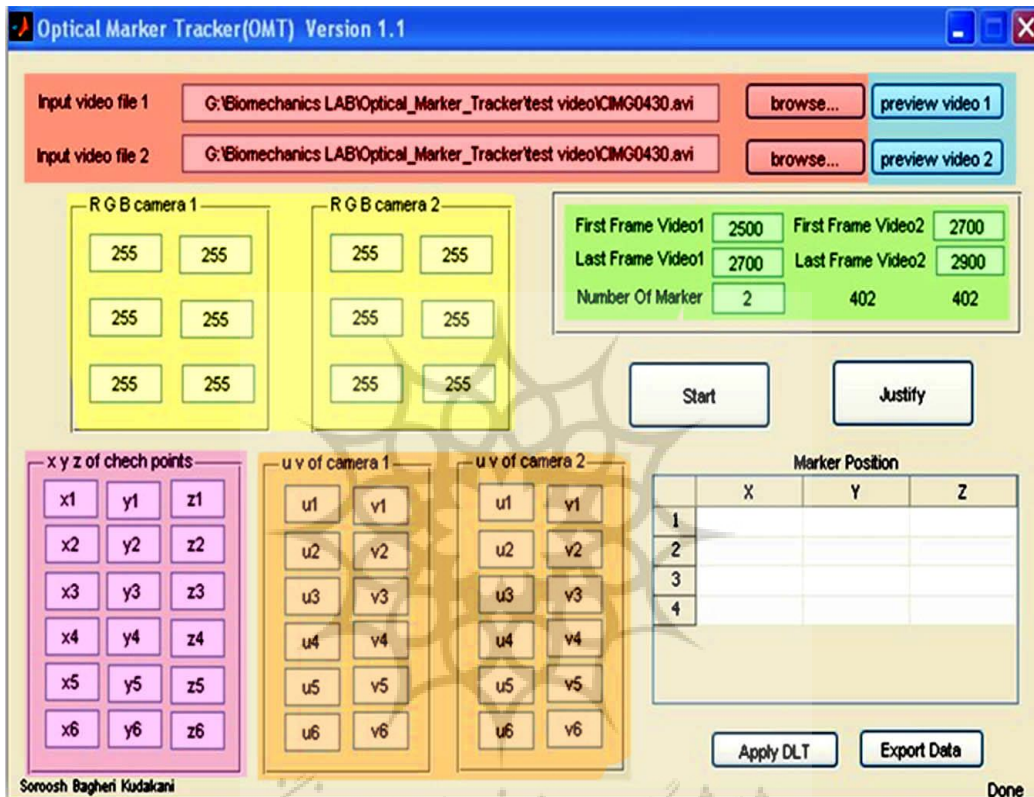 Optical Marker Tracker(OMT) Version 1.1
Input video file 1 G:\Biomechanics LAB\Optical_Marker_Tracker\test video\CIMG0430.avi browse... preview video 1
Input video file 2 G:\Biomechanics LAB\Optical_Marker_Tracker\test video\CIMG0430.avi browse... preview video 2
R G B camera 1 R G B camera 2
255 255 255 255
255 255 255 255
255 255 255 255
First Frame Video1 2500 First Frame Video2 2700
Last Frame Video1 2700 Last Frame Video2 2900
Number Of Marker 2 402 402
Start Justify
x y z of chech points
x1 y1 z1
x2 y2 z2
x3 y3 z3
x4 y4 z4
x5 y5 z5
x6 y6 z6
u v of camera 1
u1 v1
u2 v2
u3 v3
u4 v4
u5 v5
u6 v6
u v of camera 2
u1 v1
u2 v2
u3 v3
u4 v4
u5 v5
u6 v6
Marker Position
X Y Z
1
2
3
4
Apply DLT Export Data
Soroosh Bagheri Kudakani Done